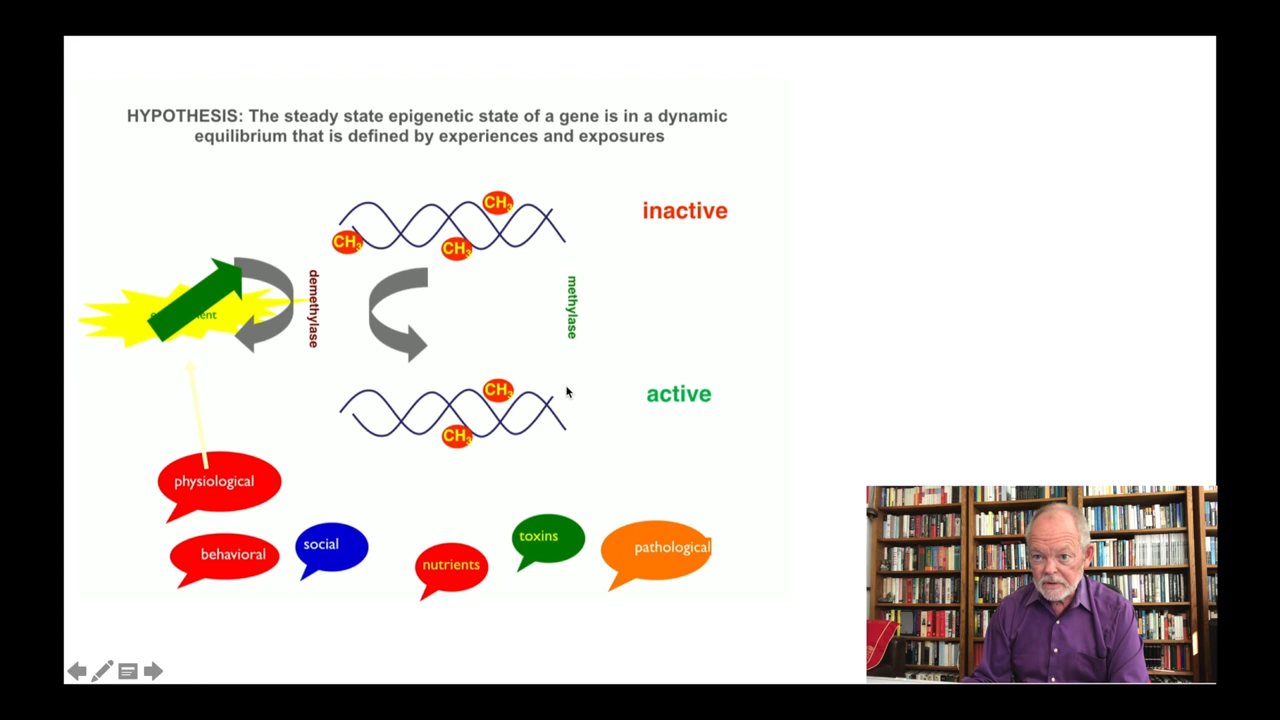 HYPOTHESIS: The steady state epigenetic state of a gene is in a dynamic
equilibrium that is defined by experiences and exposures
CH3
inactive
CH3
CH3
demethylase
methylase
CH3
active
CH3
physiological
behavioral
social
nutrients
toxins
pathological